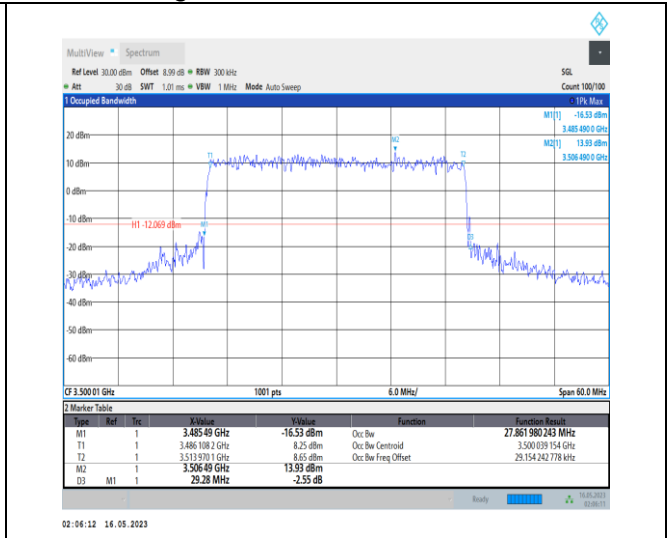 MultiView Spectrum
Ref Level 30.00 dBm Offset 8.99 dB RBW 300 kHz SGL
Att 30 dB SWT 1.01 ms VBW 1 MHz Mode Auto Sweep Count 100/100
1 Occupied Bandwidth 1Pk Max
M1[1] -16.53 dBm
3.485 490 0 GHz
M2[1] 13.93 dBm
3.506 490 0 GHz
20 dBm
M2
T1 T2
10 dBm
0 dBm
-10 dBm
H1 -12.069 dBm M1
-20 dBm D3
-30 dBm
-40 dBm
-50 dBm
-60 dBm
CF 3.500 01 GHz 1001 pts 6.0 MHz/ Span 60.0 MHz
2 Marker Table
Type Ref Trc X-Value Y-Value Function Function Result
M1 1 3.48549 GHz -16.53 dBm Occ Bw 27.861 980 243 MHz
T1 1 3.486 108 2 GHz 8.25 dBm Occ Bw Centroid 3.500 039 154 GHz
T2 1 3.513 970 1 GHz 8.65 dBm Occ Bw Freq Offset 29.154 242 778 kHz
M2 1 3.50649 GHz 13.93 dBm
D3 M1 1 29.28 MHz -2.55 dB
Ready 16.05.2023
02:06:11
02:06:12 16.05.2023